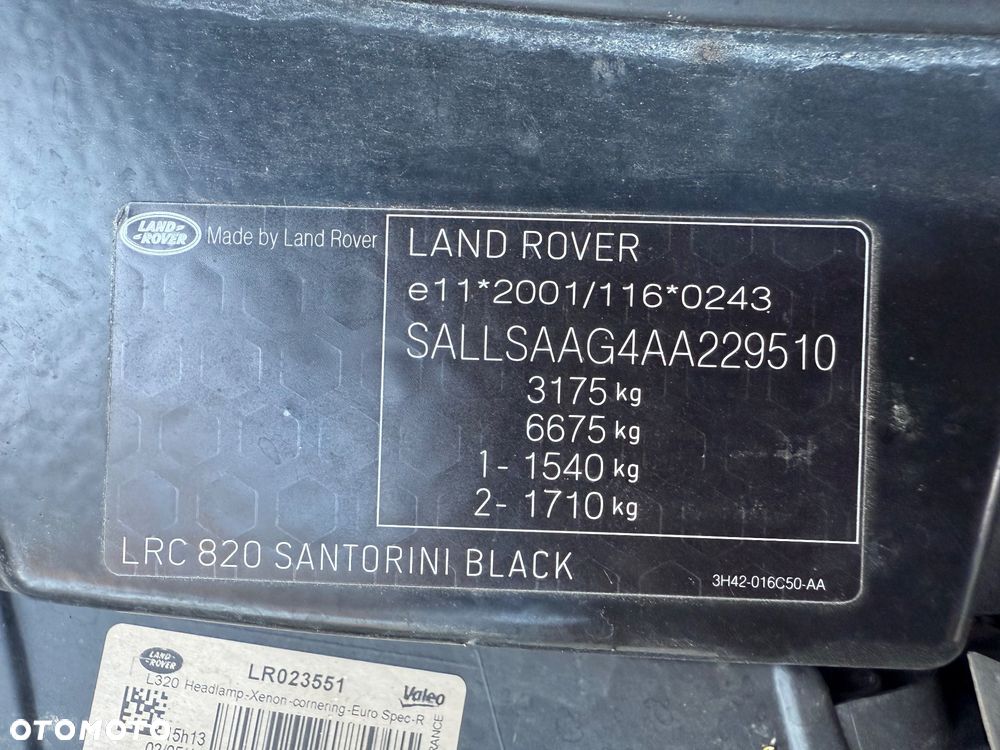 LAND-
ROVER
Made by Land Rover
LAND ROVER
e11*2001/116*0243
SALLSAAG4AA229510
3175 kg
6675 kg
1- 1540 kg
2- 1710 kg
LRC 820 SANTORINI BLACK
3H42-016C50-AA
LAND-
ROVER
LR023551
L320 Headlamp-Xenon-cornering-Euro Spec-R
Valeo
15h13
OTOMOTO